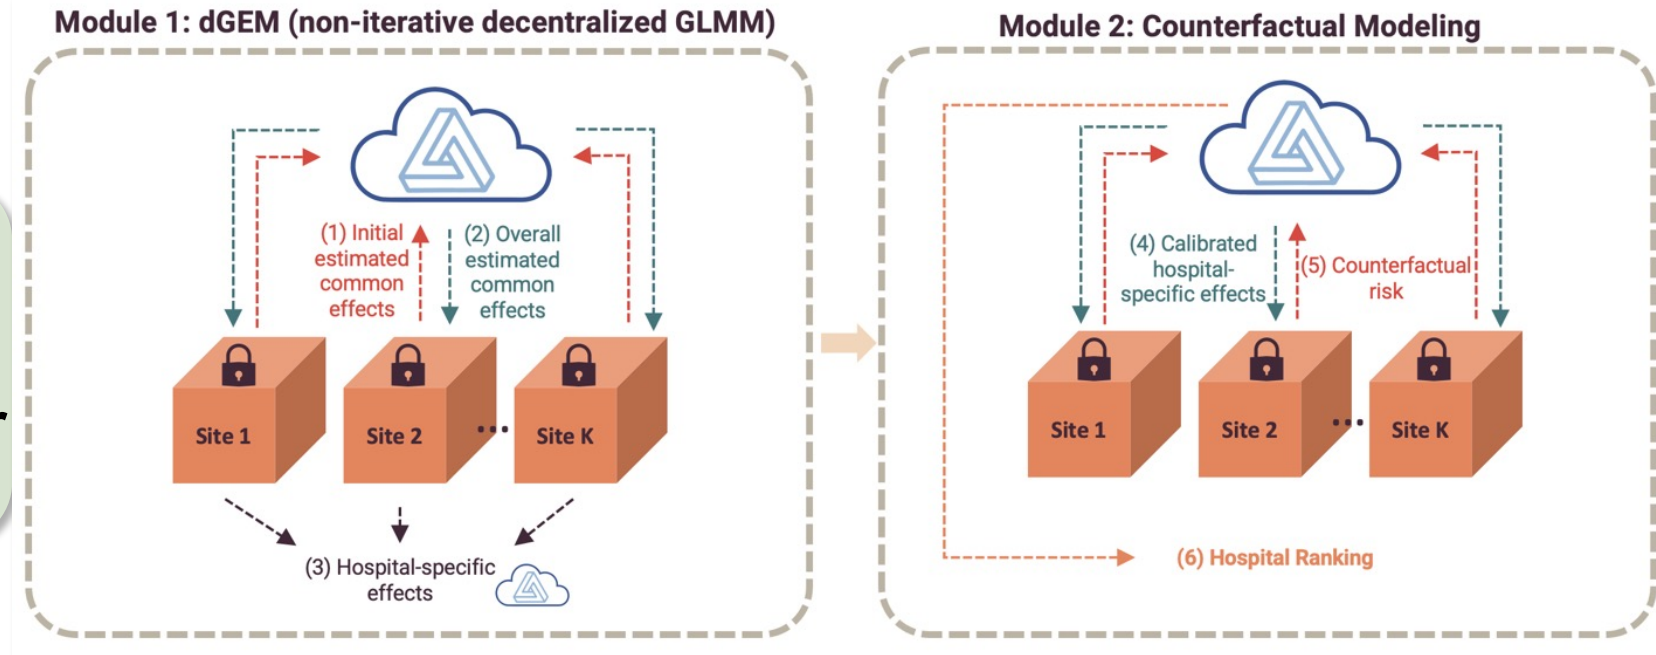 Module 1: dGEM (non-iterative decentralized GLMM)
(1) Initial
estimated
common
effects
(2) Overall
estimated
common
effects
Site 1
Site 2
...
Site K
(3) Hospital-specific
effects
Module 2: Counterfactual Modeling
(4) Calibrated
hospital-
specific effects
(5) Counterfactual
risk
Site 1
Site 2
...
Site K
(6) Hospital Ranking